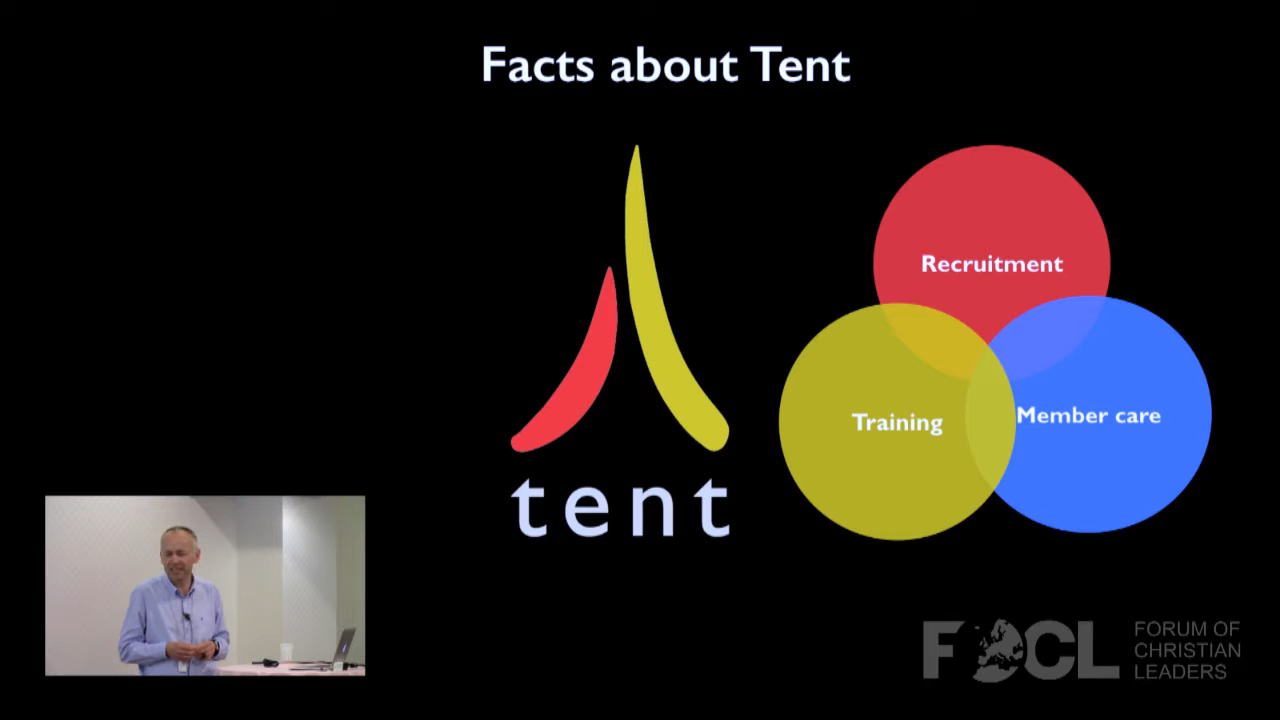 Facts about Tent
Recruitment
Training
Member care
tent
FOCL
FORUM OF
CHRISTIAN
LEADERS